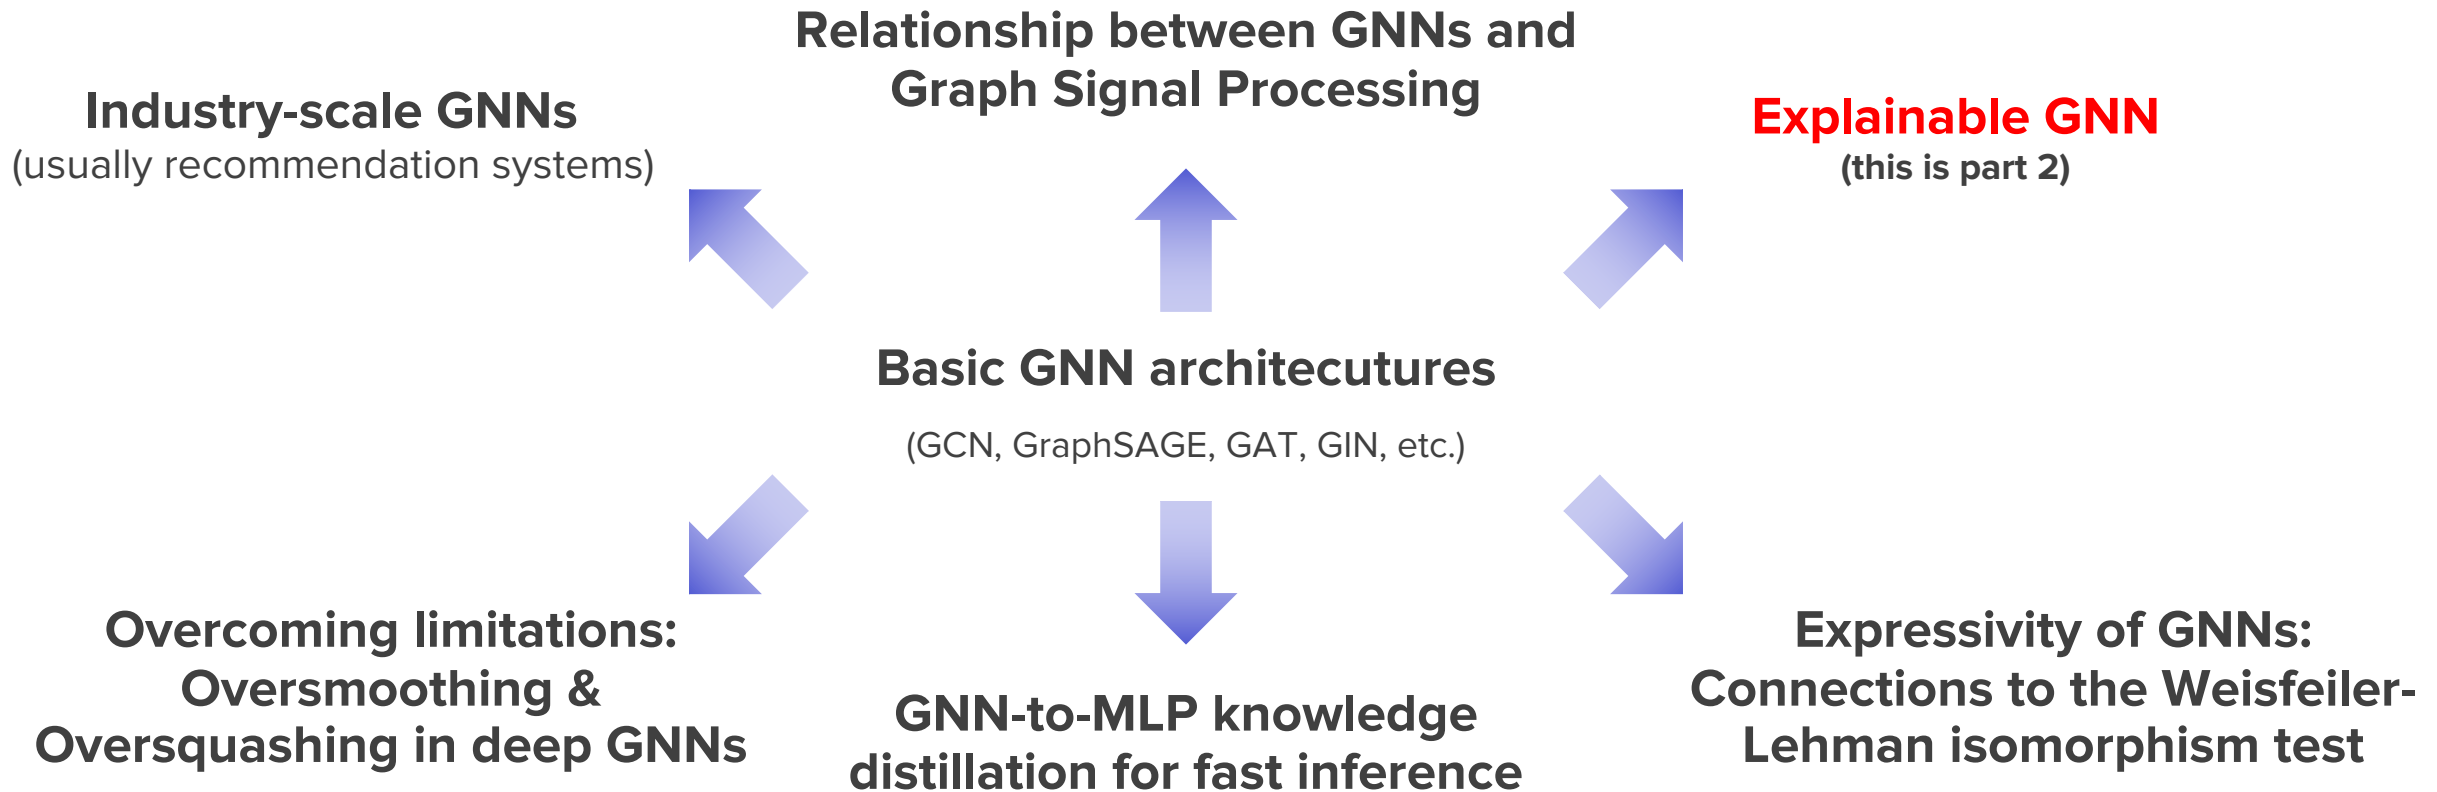 Relationship between GNNs and
Graph Signal Processing
Industry-scale GNNs
(usually recommendation systems)
Explainable GNN
(this is part 2)
Basic GNN architecutures
(GCN, GraphSAGE, GAT, GIN, etc.)
Overcoming limitations:
Oversmoothing &
Oversquashing in deep GNNs
GNN-to-MLP knowledge
distillation for fast inference
Expressivity of GNNs:
Connections to the Weisfeiler-
Lehman isomorphism test